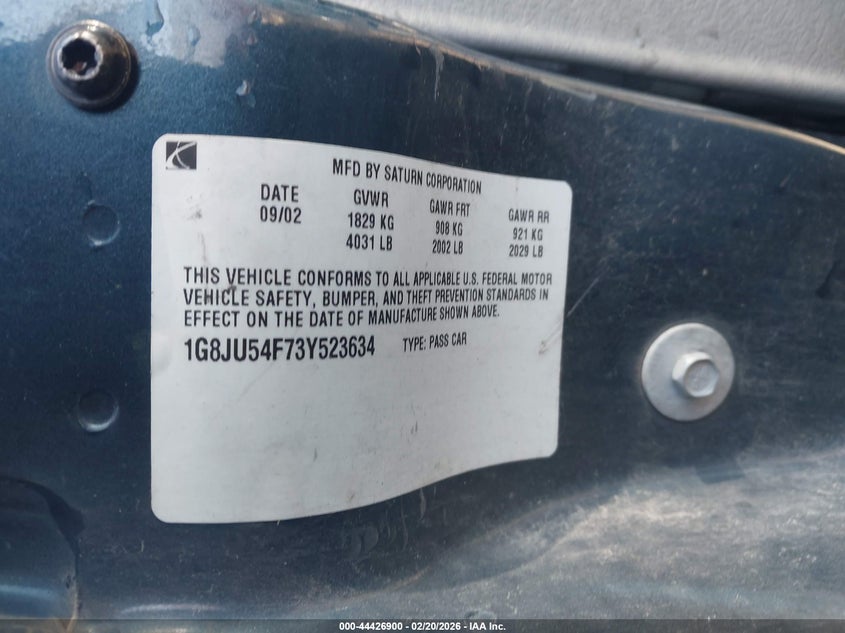 MFD BY SATURN CORPORATION
DATE GVWR GAWR FRT GAWR RR
09/02 1829 KG 908 KG 921 KG
4031 LB 2002 LB 2029 LB
THIS VEHICLE CONFORMS TO ALL APPLICABLE U.S. FEDERAL MOTOR
VEHICLE SAFETY, BUMPER, AND THEFT PREVENTION STANDARDS IN
EFFECT ON THE DATE OF MANUFACTURE SHOWN ABOVE.
1G8JU54F73Y523634 TYPE: PASS CAR
000-44426900 - 02/20/2026 - IAA Inc.